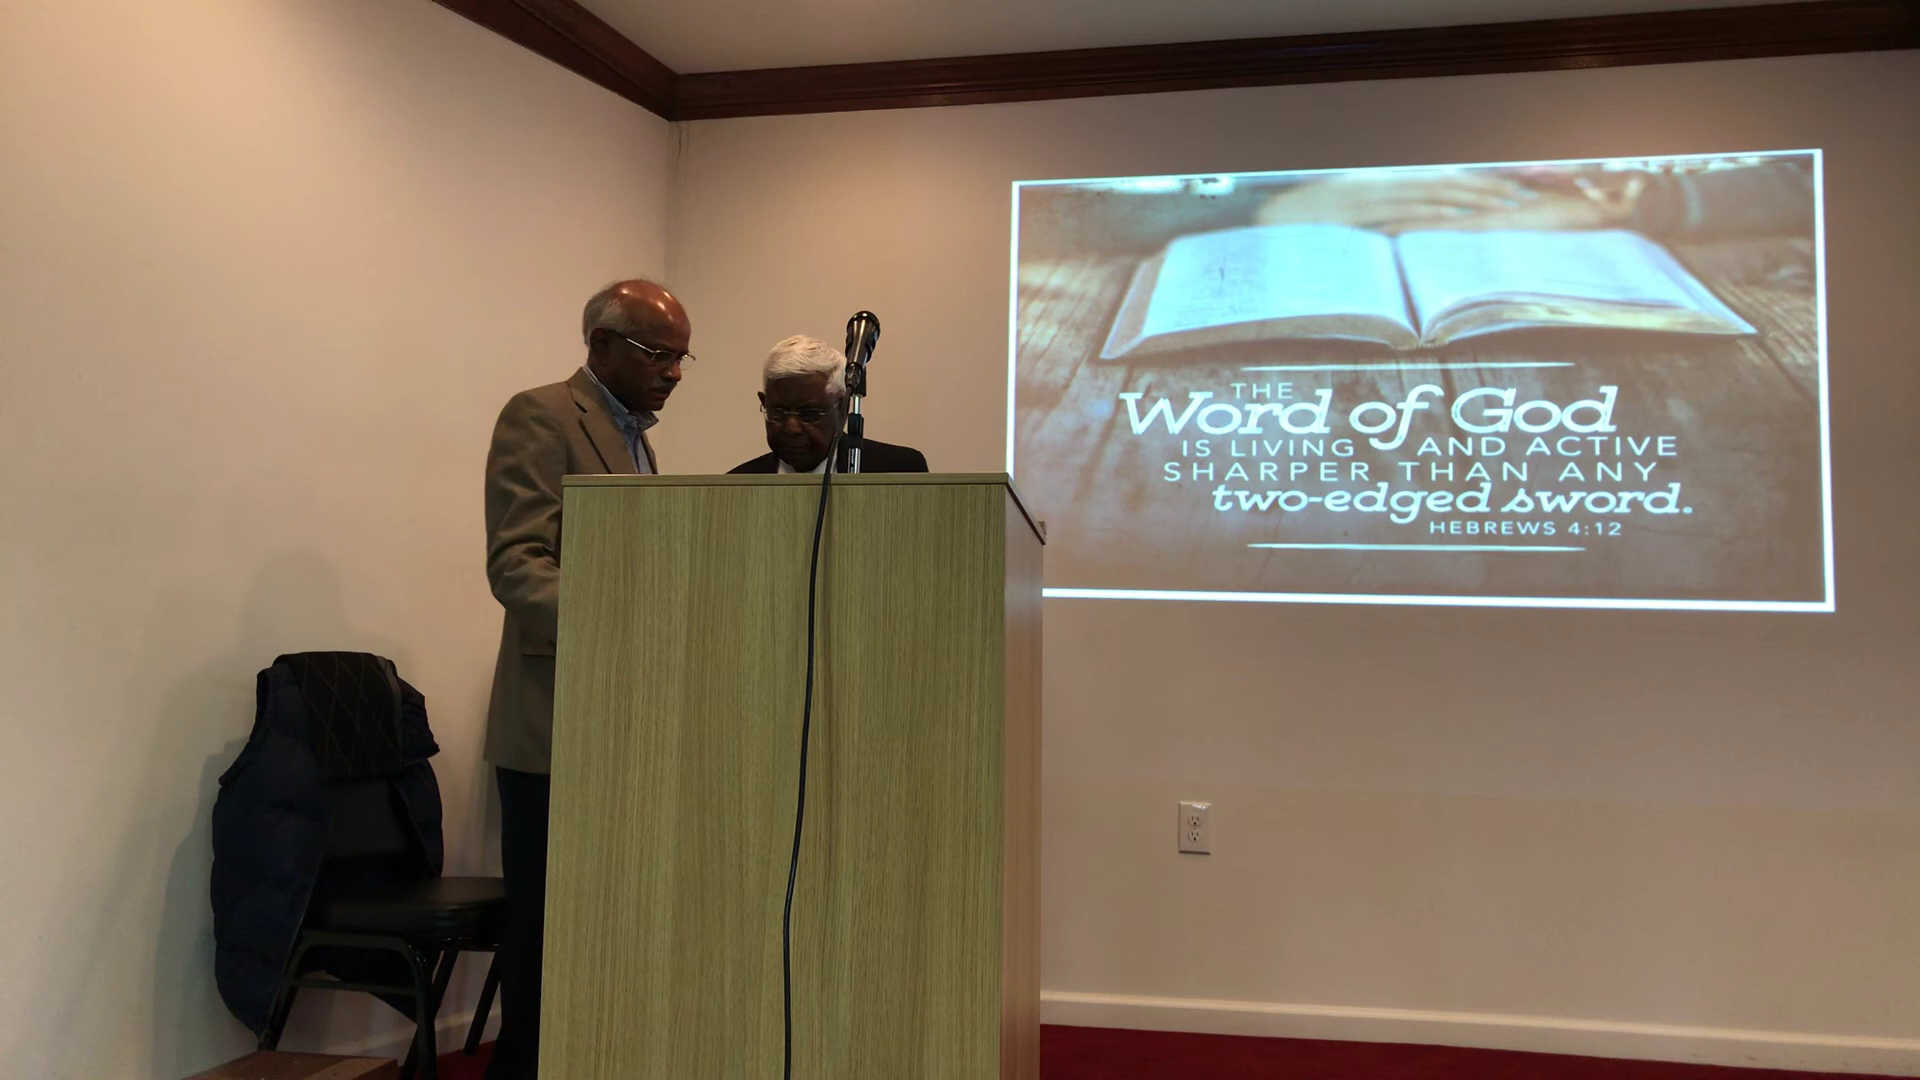 THE
Word of God
IS LIVING AND ACTIVE
SHARPER THAN ANY
two-edged sword.
HEBREWS 4:12